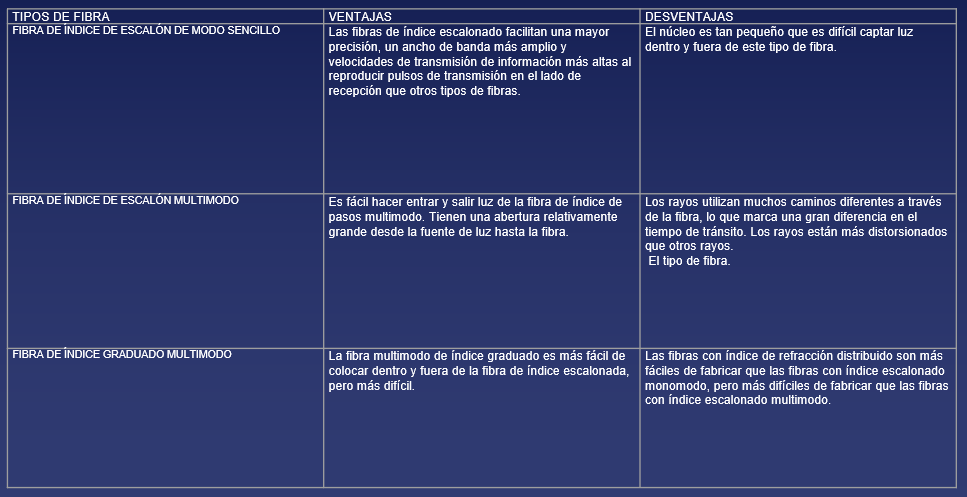 TIPOS DE FIBRA
VENTAJAS
DESVENTAJAS
FIBRA DE ÍNDICE DE ESCALÓN DE MODO SENCILLO
Las fibras de índice escalonado facilitan una mayor
precisión, un ancho de banda más amplio y
velocidades de transmisión de información más altas al
reproducir pulsos de transmisión en el lado de
recepción que otros tipos de fibras.
El núcleo es tan pequeño que es difícil captar luz
dentro y fuera de este tipo de fibra.
FIBRA DE ÍNDICE DE ESCALÓN MULTIMODO
Es fácil hacer entrar y salir luz de la fibra de índice de
pasos multimodo. Tienen una abertura relativamente
grande desde la fuente de luz hasta la fibra.
Los rayos utilizan muchos caminos diferentes a través
de la fibra, lo que marca una gran diferencia en el
tiempo de tránsito. Los rayos están más distorsionados
que otros rayos.
El tipo de fibra.
FIBRA DE ÍNDICE GRADUADO MULTIMODO
La fibra multimodo de índice graduado es más fácil de
colocar dentro y fuera de la fibra de índice escalonada,
pero más difícil.
Las fibras con índice de refracción distribuido son más
fáciles de fabricar que las fibras con índice escalonado
monomodo, pero más difíciles de fabricar que las fibras
con índice escalonado multimodo.